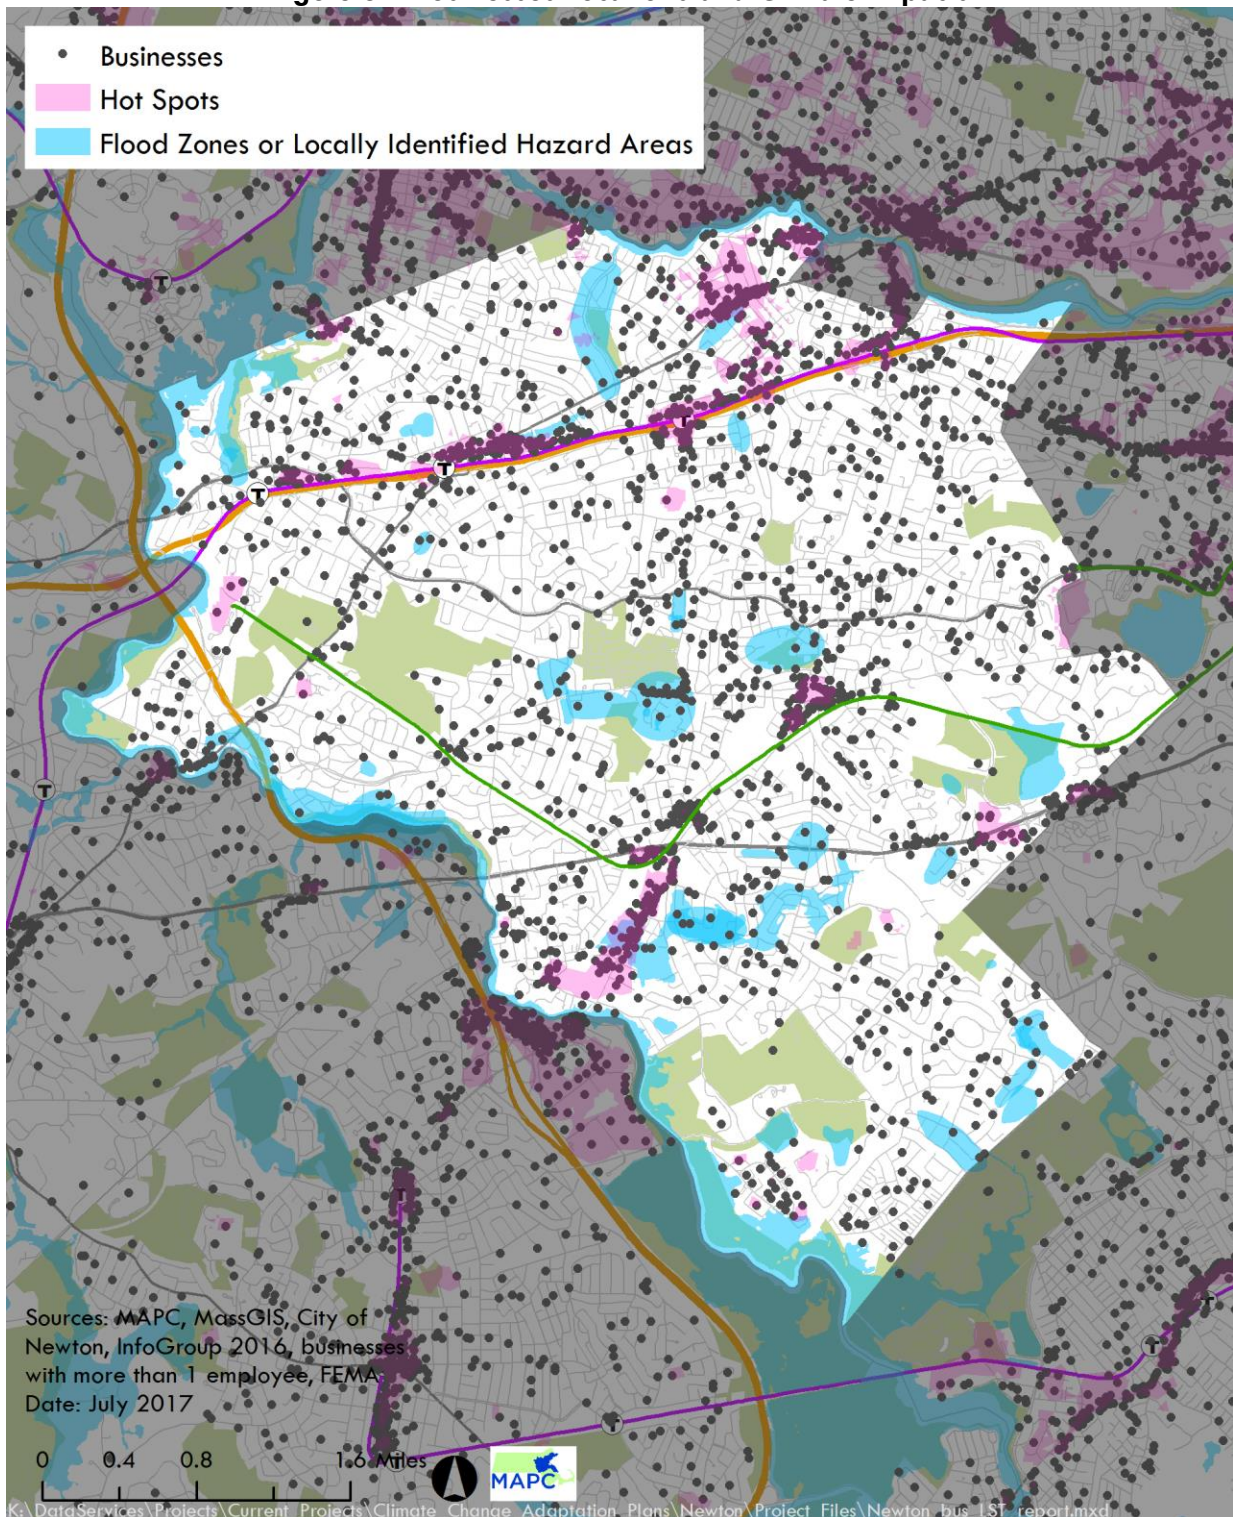 Businesses
Hot Spots
Flood Zones or Locally Identified Hazard Areas
T
T
T
T
T
T
T
T
T
Sources: MAPC, MassGIS, City of
Newton, InfoGroup 2016, businesses
with more than 1 employee, FEMA
Date: July 2017
0 0.4 0.8 1.6 Miles
MAPC
K:\DataServices\Projects\Current_Projects\Climate_Change_Adaptation_Plans\Newton\Project_Files\Newton_bus_LST_report.mxd